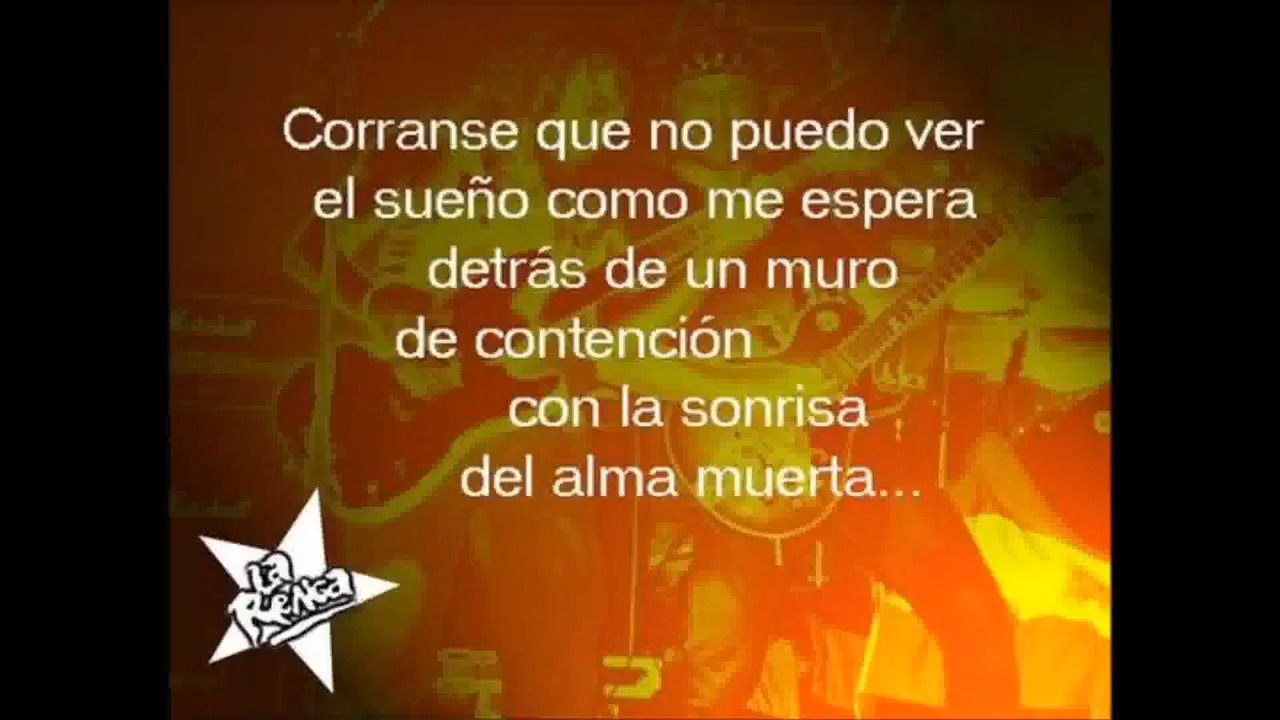 Corranse que no puedo ver
el sueño como me espera
detrás de un muro
de contención
con la sonrisa
del alma muerta...
La
Renga